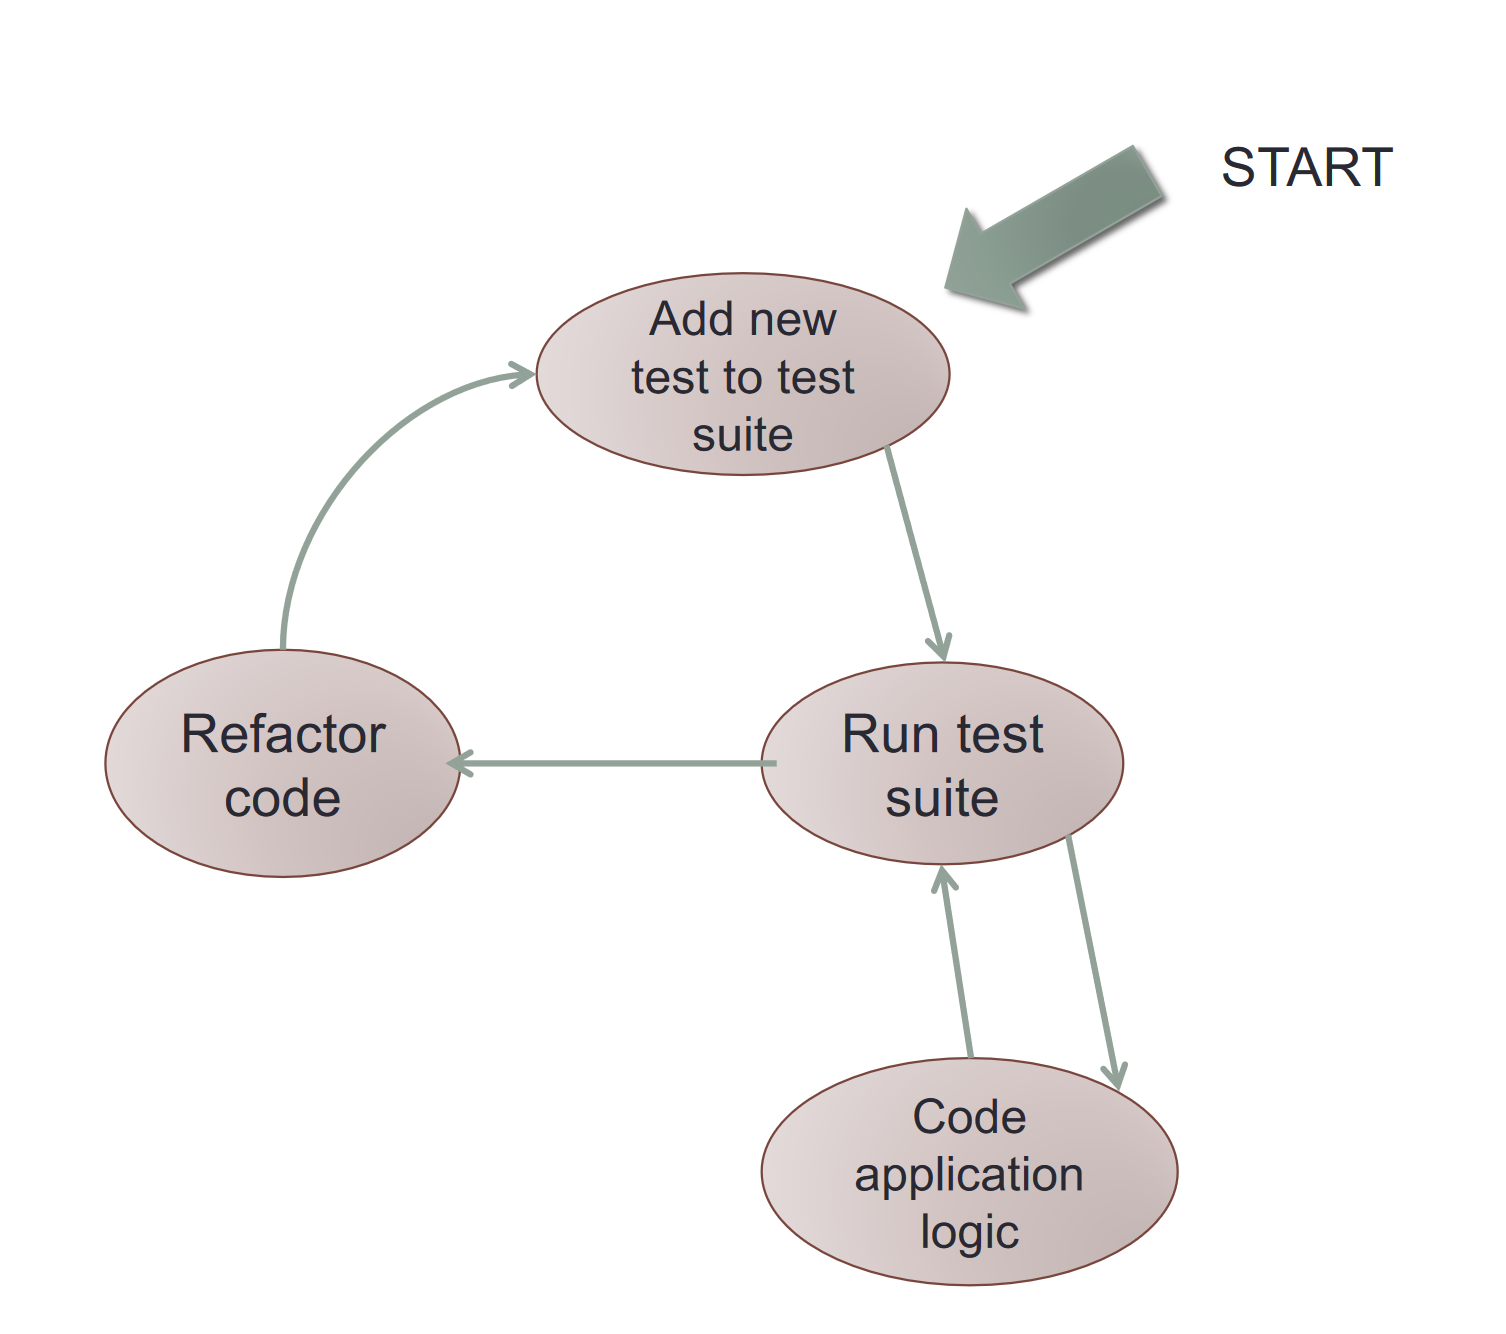 START
Add new
test to test
suite
Refactor
code
Run test
suite
Code
application
logic